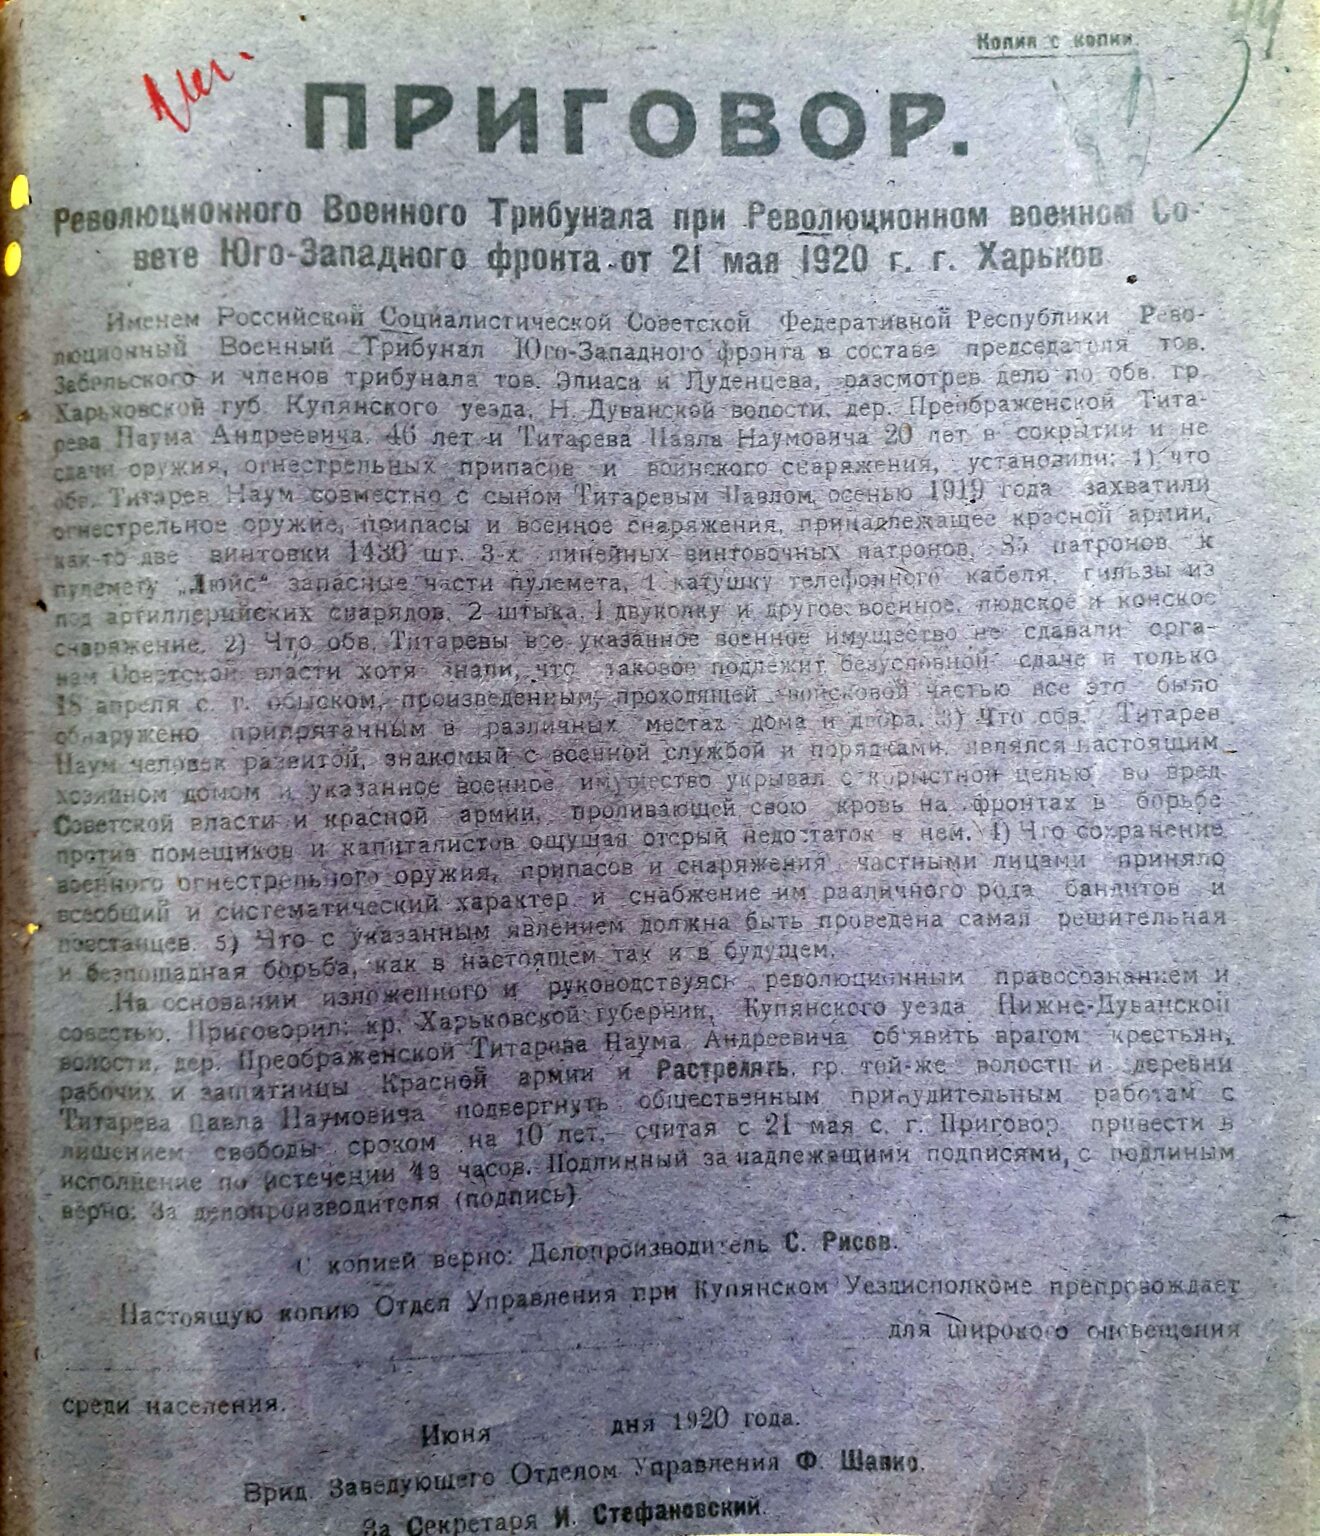 Копия с копии.
ПРИГОВОР.
Революционного Военного Трибунала при Революционном военном Со-
вете Юго-Западного фронта от 21 мая 1920 г. г. Харьков
Именем Российской Социалистической Советской Федеративной Республики Рево-
люционный Военный Трибунал Юго-Западного фронта в составе председателя тов.
Забельского и членов трибунала тов. Элиаса и Луденцева, разсмотрев дело по обв. гр.
Харьковской губ. Купянского уезда, Н. Дуванской волости, дер. Преображенской Тита-
рева Наума Андреевича, 46 лет и Титарева Павла Наумовича 20 лет в сокрытии и не
сдачи оружия, огнестрельных припасов и воинского снаряжения, установили: 1) что
обв. Титарев Наум совместно с сыном Титаревым Павлом, осенью 1919 года захватили
огнестрельное оружие, припасы и военное снаряжения, принадлежащее красной армии,
как-то две винтовки 1430 шт. 3-х линейных винтовочных патронов, патронов к
пулемету „Люйс“ запасные части пулемета, 1 катушку телефонного кабеля, гильзы из
под артиллерийских снарядов, 2 штыка, 1 двуколку и другое военное, людское и конское
снаряжение. 2) Что обв. Титаревы все указанное военное имущество не сдавали орга-
нам Советской власти хотя знали, что таковое подлежит безусловной сдаче и только
апреля с. г. обыском, произведенным, проходящей войсковой частью все это было
обнаружено припрятанным в различных местах дома и двора. 3) Что обв. Титарев
Наум человек развитой, знакомый с военной службой и порядками, являлся настоящим
хозяином домом и указанное военное имущество укрывал с корыстной целью во вред
Советской власти и красной армии, проливающей свою кровь на фронтах в борьбе
против помещиков и капиталистов ощущая отсрый недостаток в нем. 4) Что сохранение
военного огнестрельного оружия, припасов и снаряжения частными лицами приняло
всеобщий и систематический характер и снабжение им различного рода бандитов и
повстанцев. 5) Что с указанным явлением должна быть проведена самая решительная
и безпощадная борьба, как в настоящем так и в будущем.
На основании изложенного и руководствуясь революционным правосознанием и
совестью, Приговорил: кр. Харьковской губернии, Купянского уезда Нижне-Дуванской
волости, дер. Преображенской Титарева Наума Андреевича об‘явить врагом крестьян,
рабочих и защитницы Красной армии и Растрелять, гр. той-же волости и деревни
Титарева Павла Наумовича подвергнуть общественным принудительным работам с
лишением свободы сроком на 10 лет, считая с 21 мая с. г. Приговор привести в
исполнение по истечении 48 часов. Подлинный за надлежащими подписями, с подлиным
верно: За делопроизводителя (подпись).
С копией верно: Делопроизводитель С. Рисов.
Настоящую копию Отдел Управления при Купянском Уездисполкоме препровождает
для широкого оповещения
среди населения.
Июня дня 1920 года.
Врид. Заведующего Отделом Управления Ф. Шавко.
За Секретаря И. Стефановский.